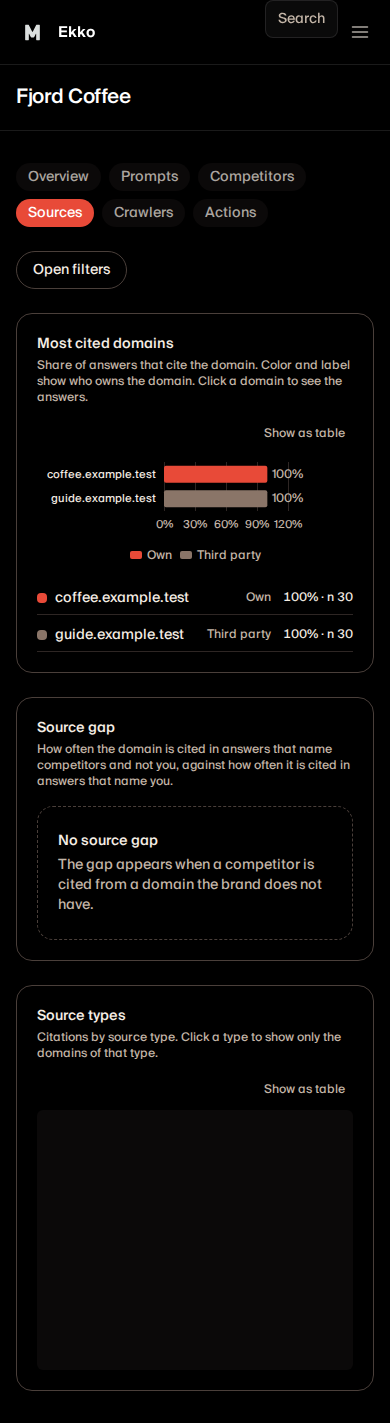 Search
Ekko
Fjord Coffee
Overview Prompts Competitors
Sources Crawlers Actions
Open filters
Most cited domains
Share of answers that cite the domain. Color and label
show who owns the domain. Click a domain to see the
answers.
Show as table
coffee.example.test 100%
guide.example.test 100%
0% 30% 60% 90% 120%
Own Third party
coffee.example.test Own 100% · n 30
guide.example.test Third party 100% · n 30
Source gap
How often the domain is cited in answers that name
competitors and not you, against how often it is cited in
answers that name you.
No source gap
The gap appears when a competitor is
cited from a domain the brand does not
have.
Source types
Citations by source type. Click a type to show only the
domains of that type.
Show as table